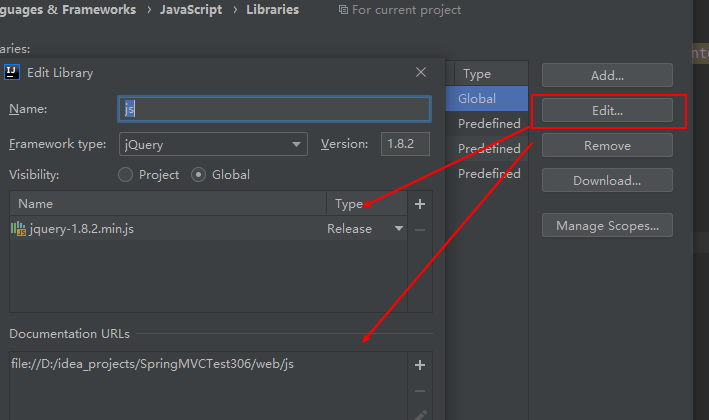 nguages & Frameworks > JavaScript > Libraries For current project
aries:
IJ Edit Library
Name: js
Framework type: jQuery Version: 1.8.2
Visibility: Project Global
Name Type
jquery-1.8.2.min.js Release
Documentation URLs
file://D:/idea_projects/SpringMVCTest306/web/js
Type
Global
Predefined
Predefined
Predefined
Add...
Edit...
Remove
Download...
Manage Scopes...